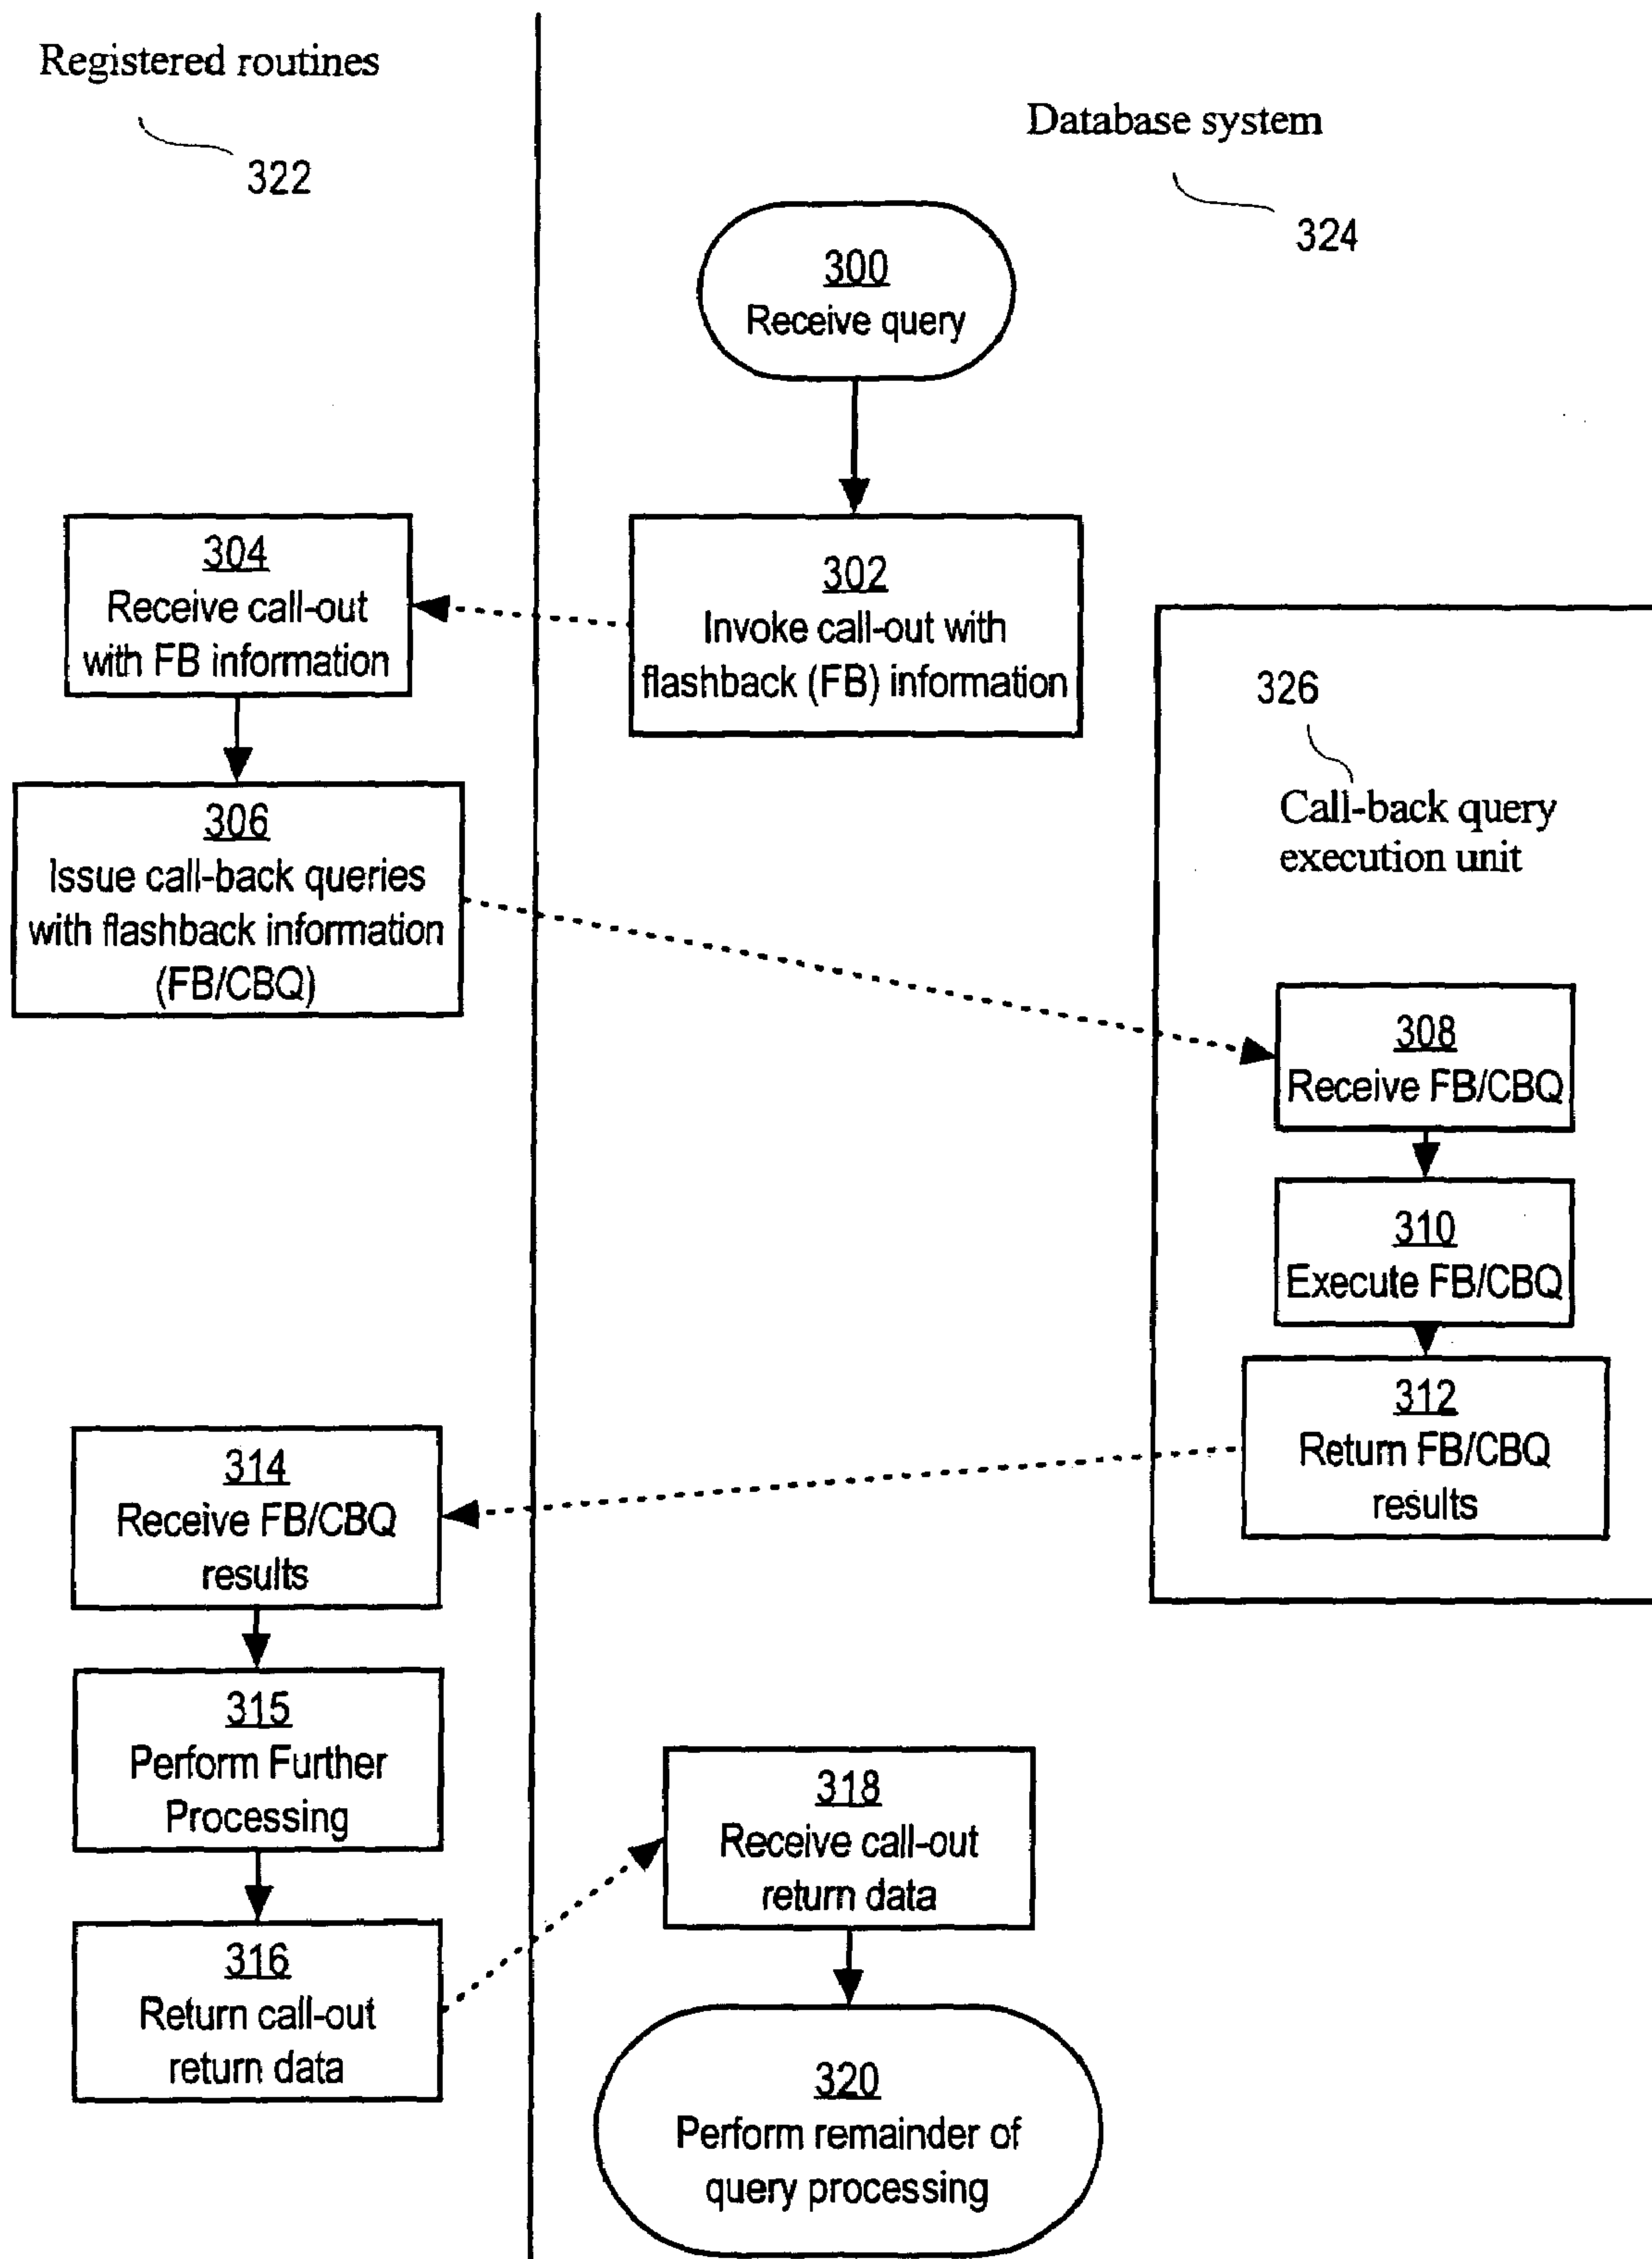 Registered routines
322
Database system
324
300
Receive query
302
Invoke call-out with
flashback (FB) information
304
Receive call-out
with FB information
306
Issue call-back queries
with flashback information
(FB/CBQ)
326
Call-back query
execution unit
308
Receive FB/CBQ
310
Execute FB/CBQ
312
Return FB/CBQ
results
314
Receive FB/CBQ
results
315
Perform Further
Processing
316
Return call-out
return data
318
Receive call-out
return data
320
Perform remainder of
query processing